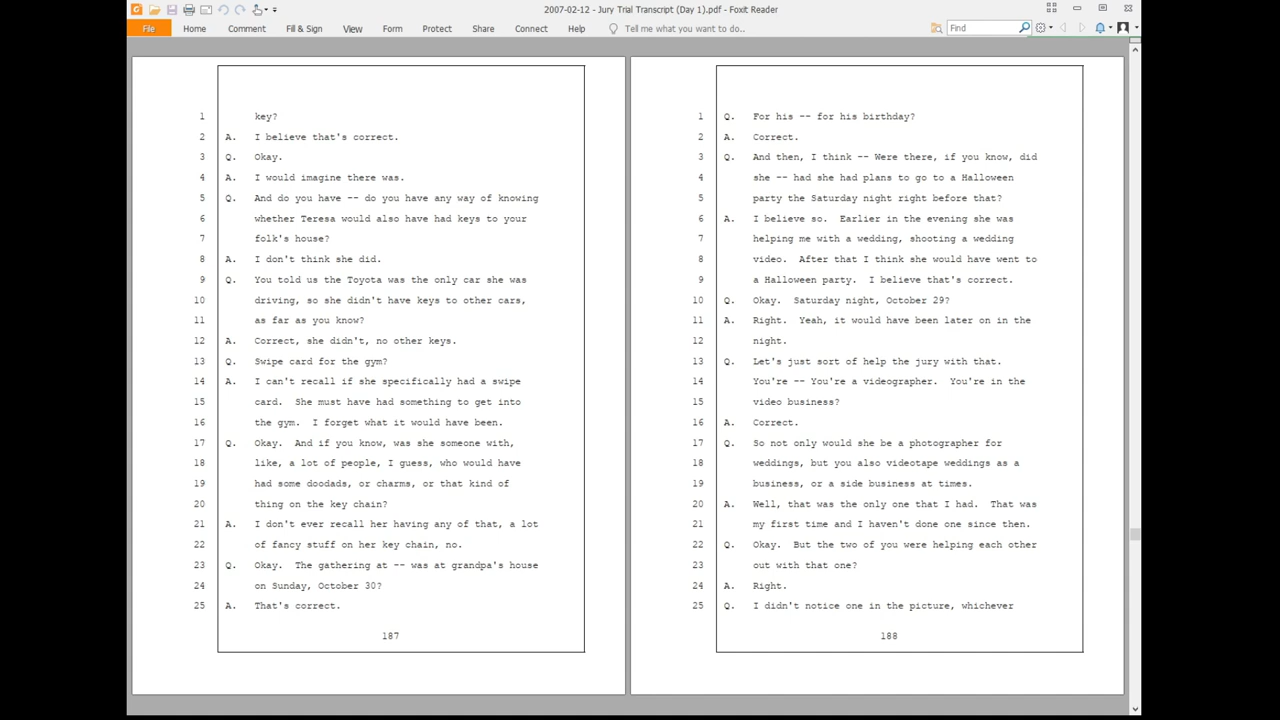 2007-02-12 - Jury Trial Transcript (Day 1).pdf - Foxit Reader
File Home Comment Fill & Sign View Form Protect Share Connect Help Tell me what you want to do.. Find
1 key?
2 A. I believe that's correct.
3 Q. Okay.
4 A. I would imagine there was.
5 Q. And do you have -- do you have any way of knowing
6 whether Teresa would also have had keys to your
7 folk's house?
8 A. I don't think she did.
9 Q. You told us the Toyota was the only car she was
10 driving, so she didn't have keys to other cars,
11 as far as you know?
12 A. Correct, she didn't, no other keys.
13 Q. Swipe card for the gym?
14 A. I can't recall if she specifically had a swipe
15 card. She must have had something to get into
16 the gym. I forget what it would have been.
17 Q. Okay. And if you know, was she someone with,
18 like, a lot of people, I guess, who would have
19 had some doodads, or charms, or that kind of
20 thing on the key chain?
21 A. I don't ever recall her having any of that, a lot
22 of fancy stuff on her key chain, no.
23 Q. Okay. The gathering at -- was at grandpa's house
24 on Sunday, October 30?
25 A. That's correct.
187
1 Q. For his -- for his birthday?
2 A. Correct.
3 Q. And then, I think -- Were there, if you know, did
4 she -- had she had plans to go to a Halloween
5 party the Saturday night right before that?
6 A. I believe so. Earlier in the evening she was
7 helping me with a wedding, shooting a wedding
8 video. After that I think she would have went to
9 a Halloween party. I believe that's correct.
10 Q. Okay. Saturday night, October 29?
11 A. Right. Yeah, it would have been later on in the
12 night.
13 Q. Let's just sort of help the jury with that.
14 You're -- You're a videographer. You're in the
15 video business?
16 A. Correct.
17 Q. So not only would she be a photographer for
18 weddings, but you also videotape weddings as a
19 business, or a side business at times.
20 A. Well, that was the only one that I had. That was
21 my first time and I haven't done one since then.
22 Q. Okay. But the two of you were helping each other
23 out with that one?
24 A. Right.
25 Q. I didn't notice one in the picture, whichever
188